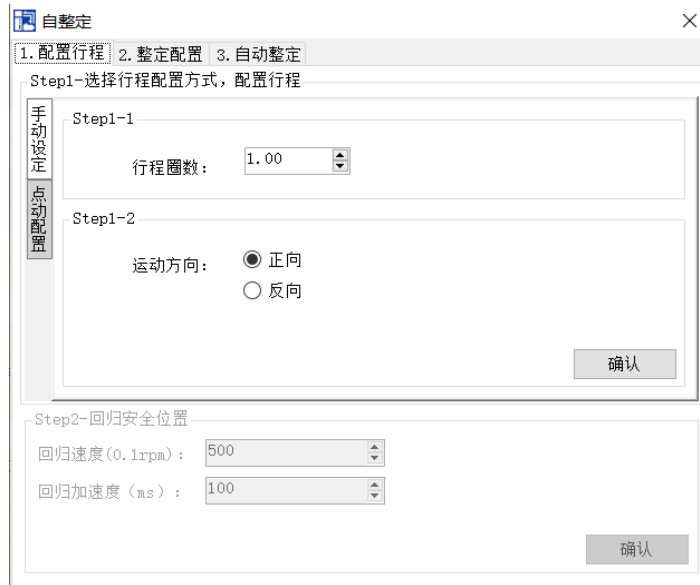 自整定
1.配置行程 2.整定配置 3.自动整定
Step1-选择行程配置方式，配置行程
手动设定
点动配置
Step1-1
行程圈数： 1.00
Step1-2
运动方向： 正向
反向
确认
Step2-回归安全位置
回归速度(0.1rpm)： 500
回归加速度（ms）： 100
确认